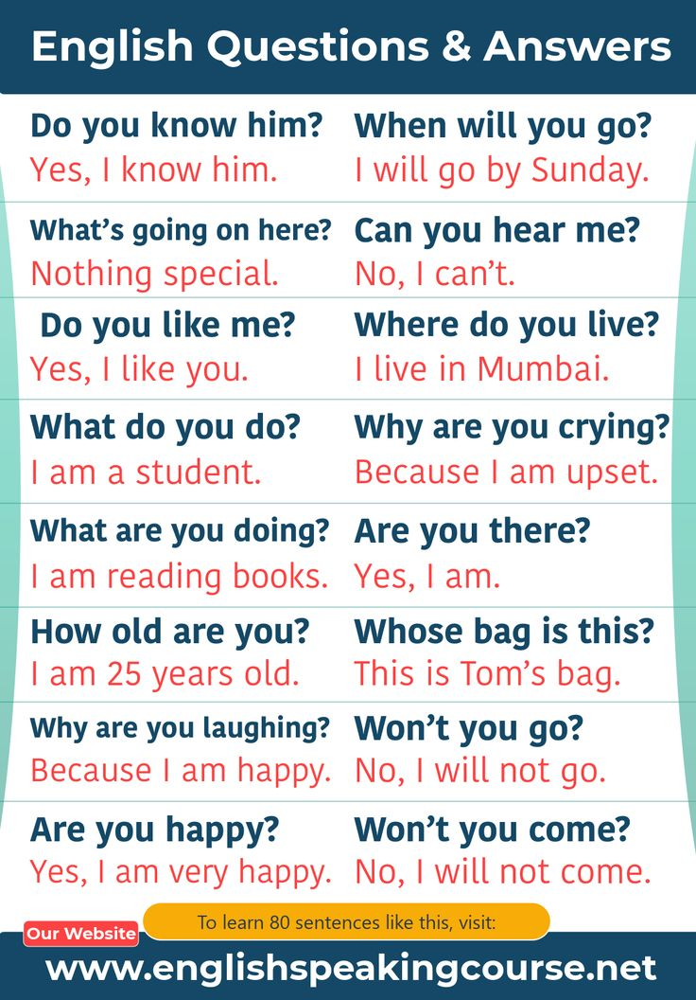 English Questions & Answers
Do you know him?
Yes, I know him.
When will you go?
I will go by Sunday.
What's going on here?
Nothing special.
Can you hear me?
No, I can't.
Do you like me?
Yes, I like you.
Where do you live?
I live in Mumbai.
What do you do?
I am a student.
Why are you crying?
Because I am upset.
What are you doing?
I am reading books.
Are you there?
Yes, I am.
How old are you?
I am 25 years old.
Whose bag is this?
This is Tom's bag.
Why are you laughing?
Because I am happy.
Won't you go?
No, I will not go.
Are you happy?
Yes, I am very happy.
Won't you come?
No, I will not come.
To learn 80 sentences like this, visit:
Our Website
www.englishspeakingcourse.net